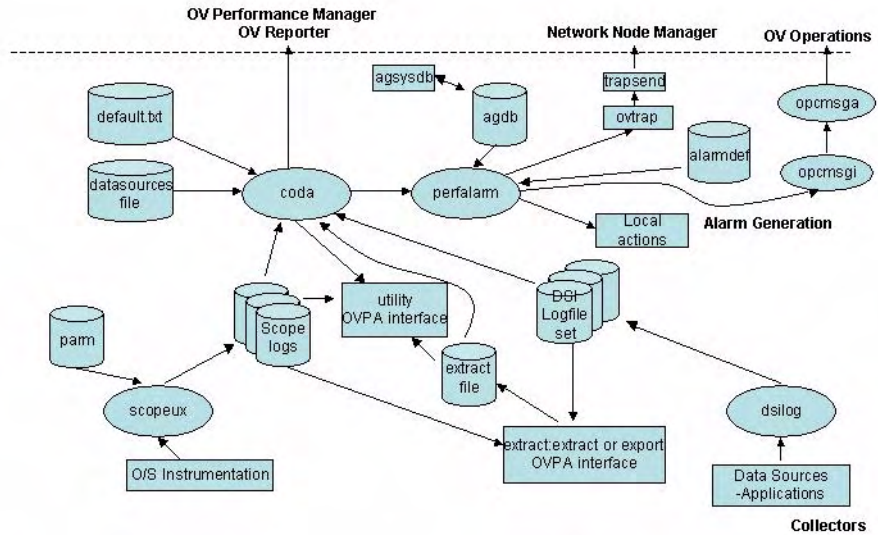 OV Performance Manager
OV Reporter
Network Node Manager
OV Operations
agsysdb
trapsend
default.txt
agdb
ovtrap
opcmsga
alarmdef
datasources
file
coda
perfalarm
opcmsgi
Local
actions
Alarm Generation
utility
OVPA interface
DSI
Logfile
set
Scope
logs
parm
extract
file
scopeux
dsilog
extract:extract or export
OVPA interface
O/S Instrumentation
Data Sources
-Applications
Collectors